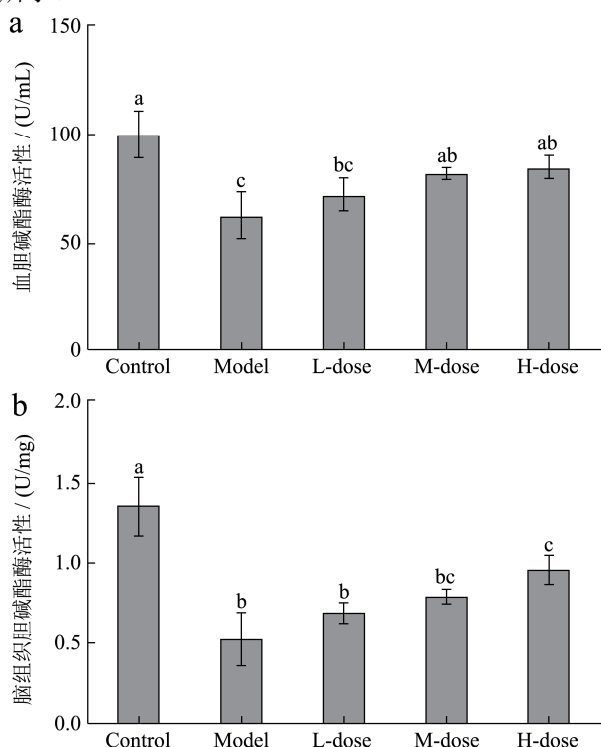 a
血胆碱酯酶活性 / (U/mL)
150
100
50
0
a
c
bc
ab
ab
Control Model L-dose M-dose H-dose
b
脑组织胆碱酯酶活性 / (U/mg)
2.0
1.5
1.0
0.5
0.0
a
b
b
bc
c
Control Model L-dose M-dose H-dose